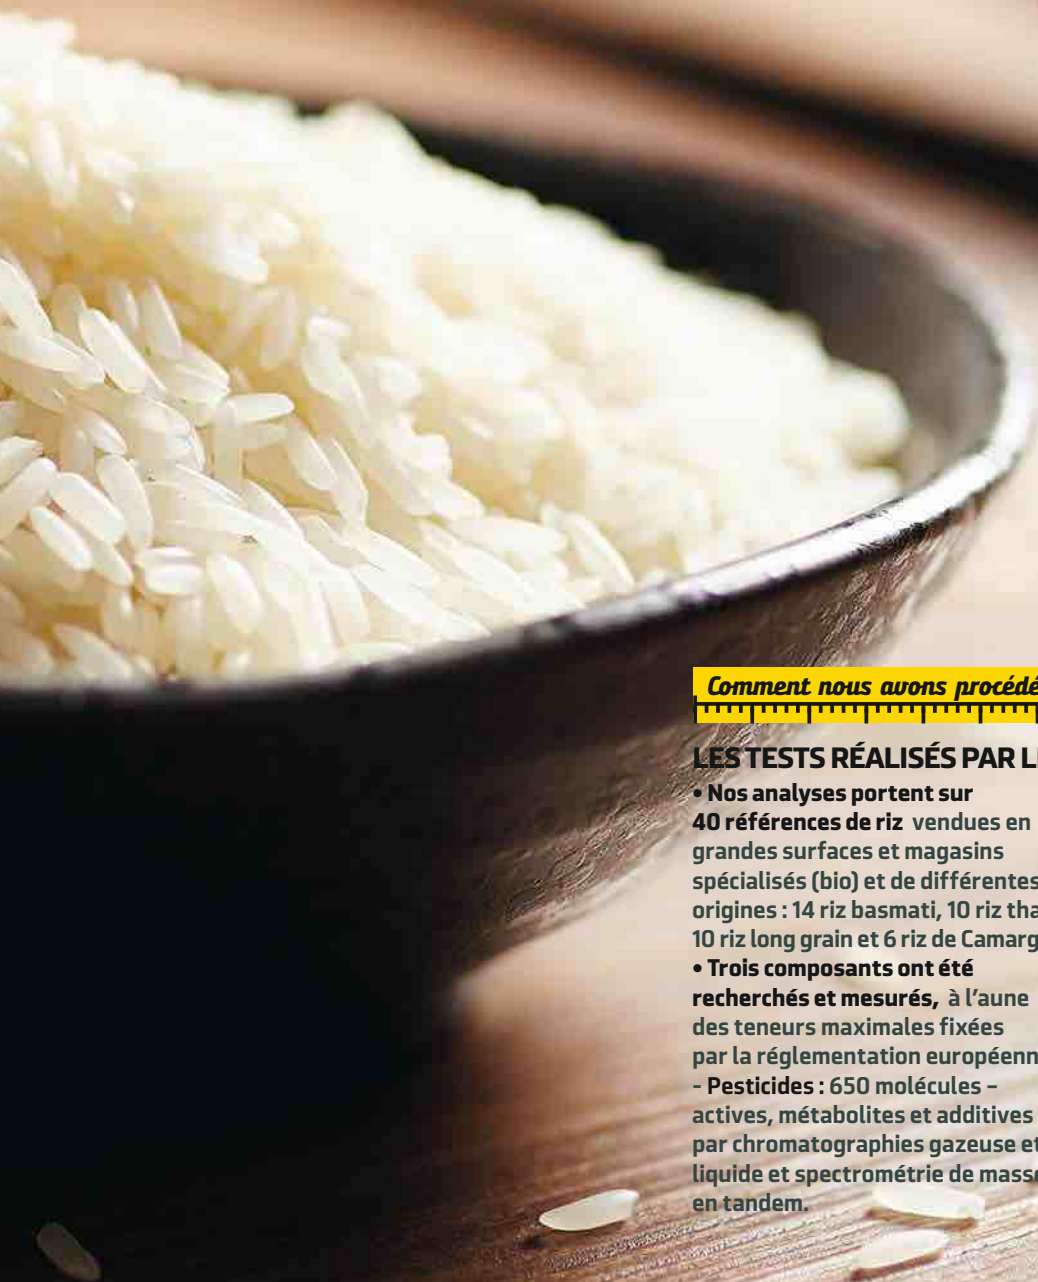 Comment nous avons procédé
LES TESTS RÉALISÉS PAR L
• Nos analyses portent sur
40 références de riz vendues en
grandes surfaces et magasins
spécialisés (bio) et de différentes
origines : 14 riz basmati, 10 riz tha
10 riz long grain et 6 riz de Camarg
• Trois composants ont été
recherchés et mesurés, à l’aune
des teneurs maximales fixées
par la réglementation européenn
- Pesticides : 650 molécules –
actives, métabolites et additives
par chromatographies gazeuse et
liquide et spectrométrie de masse
en tandem.